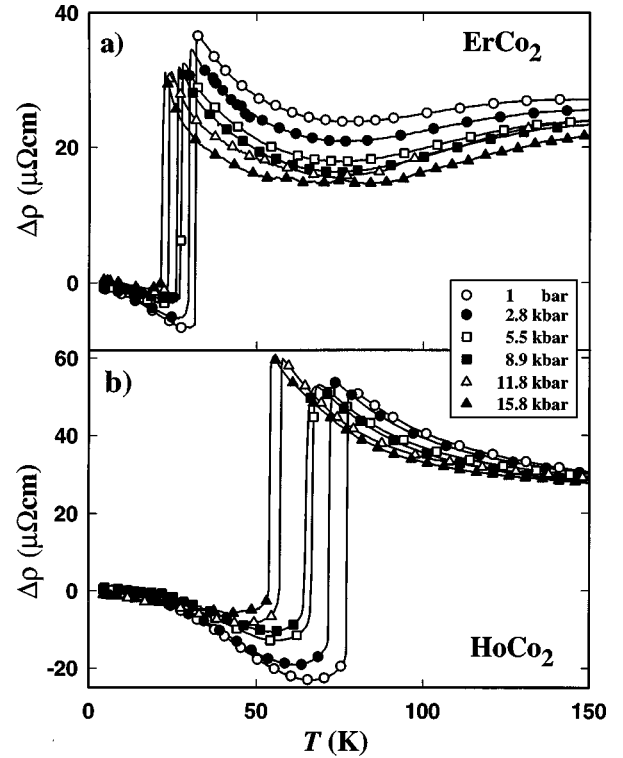 a)
ErCo2
40
20
0
Δρ (μΩcm)
1 bar
2.8 kbar
5.5 kbar
8.9 kbar
11.8 kbar
15.8 kbar
b)
60
40
20
0
-20
Δρ (μΩcm)
HoCo2
0 50 100 150
T (K)